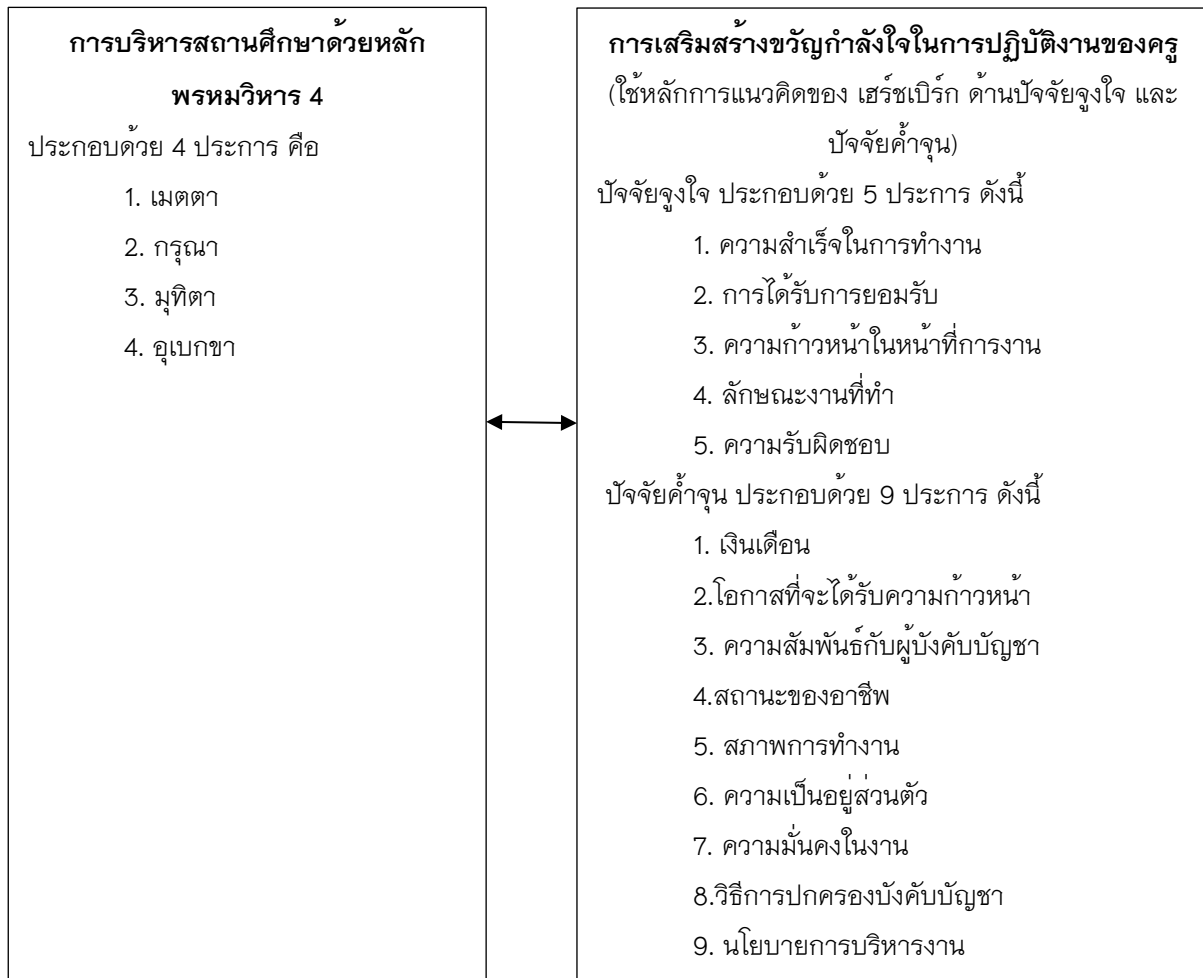 การบริหารสถานศึกษาด้วยหลัก
พรหมวิหาร 4
ประกอบด้วย 4 ประการ คือ
1. เมตตา
2. กรุณา
3. มุทิตา
4. อุเบกขา
การเสริมสร้างขวัญกำลังใจในการปฏิบัติงานของครู
(ใช้หลักการแนวคิดของ เฮร์ซเบิร์ก ด้านปัจจัยจูงใจ และ
ปัจจัยค้ำจุน)
ปัจจัยจูงใจ ประกอบด้วย 5 ประการ ดังนี้
1. ความสำเร็จในการทำงาน
2. การได้รับการยอมรับ
3. ความก้าวหน้าในหน้าที่การงาน
4. ลักษณะงานที่ทำ
5. ความรับผิดชอบ
ปัจจัยค้ำจุน ประกอบด้วย 9 ประการ ดังนี้
1. เงินเดือน
2.โอกาสที่จะได้รับความก้าวหน้า
3. ความสัมพันธ์กับผู้บังคับบัญชา
4.สถานะของอาชีพ
5. สภาพการทำงาน
6. ความเป็นอยู่ส่วนตัว
7. ความมั่นคงในงาน
8.วิธีการปกครองบังคับบัญชา
9. นโยบายการบริหารงาน